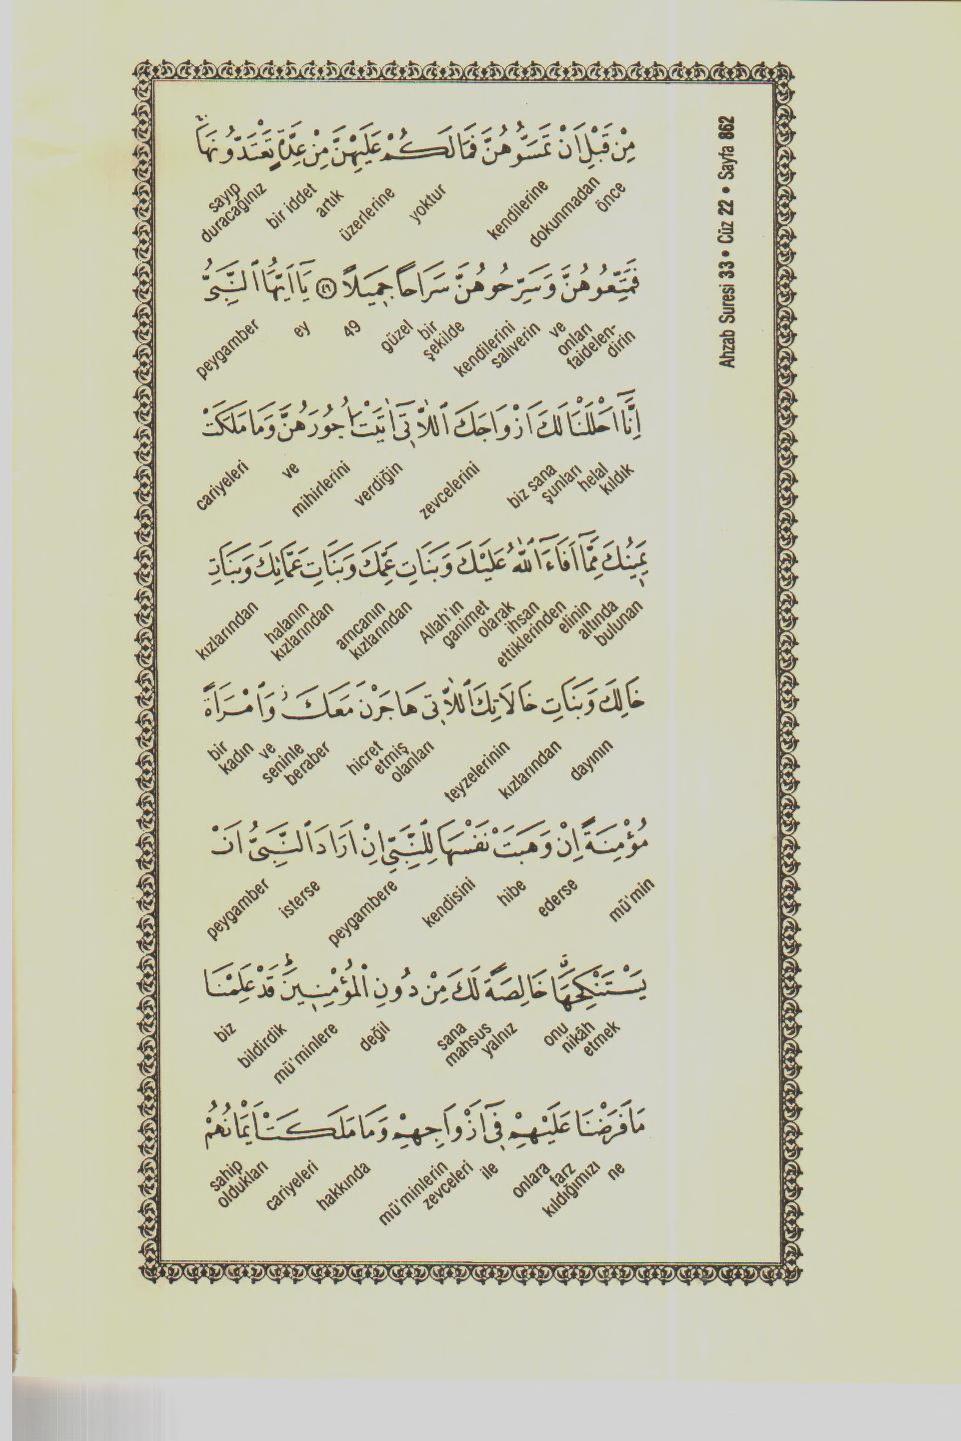 Ahzab Suresi 33 • Cüz 22 • Sayfa 862
مِنْ قَبْلِ اَنْ تَمَسُّوهُنَّ فَمَا لَكُمْ عَلَيْهِنَّ مِنْ عِدَّةٍ تَعْتَدُّونَهَاۚ
önce dokunmadan kendilerine yoktur üzerlerine artık bir iddet sayıp duracağınız
فَمَتِّعُوهُنَّ وَسَرِّحُوهُنَّ سَرَاحًا جَمٖيلًا ﴿٤٩﴾ يَٓا اَيُّهَا النَّبِىُّ
faidelen-dirin onları ve salıverin kendilerini şekilde bir güzel 49 ey peygamber
اِنَّٓا اَحْلَلْنَا لَكَ اَزْوَاجَكَ اللّٰاتٖٓى اٰتَيْتَ اُجُورَهُنَّ وَمَا مَلَكَتْ
helal kıldık şunları biz sana zevcelerini verdiğin mihirlerini ve cariyeleri
يَمٖينُكَ مِمَّٓا اَفَٓاءَ اللّٰهُ عَلَيْكَ وَبَنَاتِ عَمِّكَ وَبَنَاتِ عَمَّاتِكَ وَبَنَاتِ
elinin altında bulunan ihsan ettiklerinden ganimet olarak Allah'ın amcanın kızlarından halanın kızlarından kızlarından
خَالِكَ وَبَنَاتِ خَالَاتِكَ اللّٰاتٖى هَاجَرْنَ مَعَكَؗ وَامْرَاَةً
dayının kızlarından teyzelerinin hicret etmiş olanları seninle beraber ve bir kadın
مُؤْمِنَةً اِنْ وَهَبَتْ نَفْسَهَا لِلنَّبِىِّ اِنْ اَرَادَ النَّبِىُّ اَنْ
mü'min ederse hibe kendisini peygambere isterse peygamber
يَسْتَنْكِحَهَاۗ خَالِصَةً لَكَ مِنْ دُونِ الْمُؤْمِنٖينَؕ قَدْ عَلِمْنَا
nikâh etmek onu yalnız sana mahsus değil mü'minlere bildirdik biz
مَا فَرَضْنَا عَلَيْهِمْ فٖٓى اَزْوَاجِهِمْ وَمَا مَلَكَتْ اَيْمَانُهُمْ
ne farz kıldığımızı onlara ile mü'minlerin zevceleri hakkında cariyeleri sahip oldukları